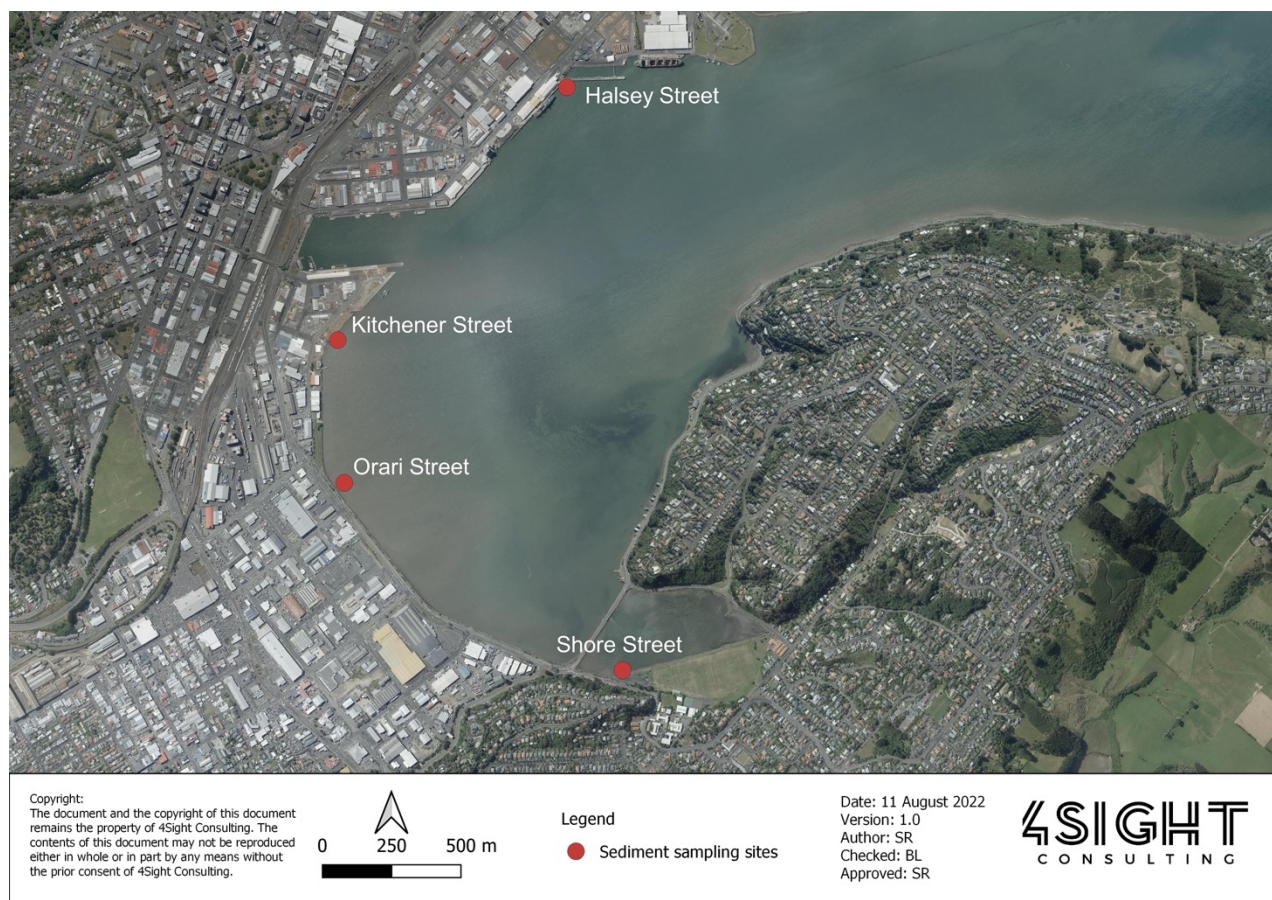 Halsey Street
Kitchener Street
Orari Street
Shore Street
Copyright:
The document and the copyright of this document
remains the property of 4Sight Consulting. The
contents of this document may not be reproduced
either in whole or in part by any means without
the prior consent of 4Sight Consulting.
0 250 500 m
Legend
Sediment sampling sites
Date: 11 August 2022
Version: 1.0
Author: SR
Checked: BL
Approved: SR
4SIGHT
CONSULTING